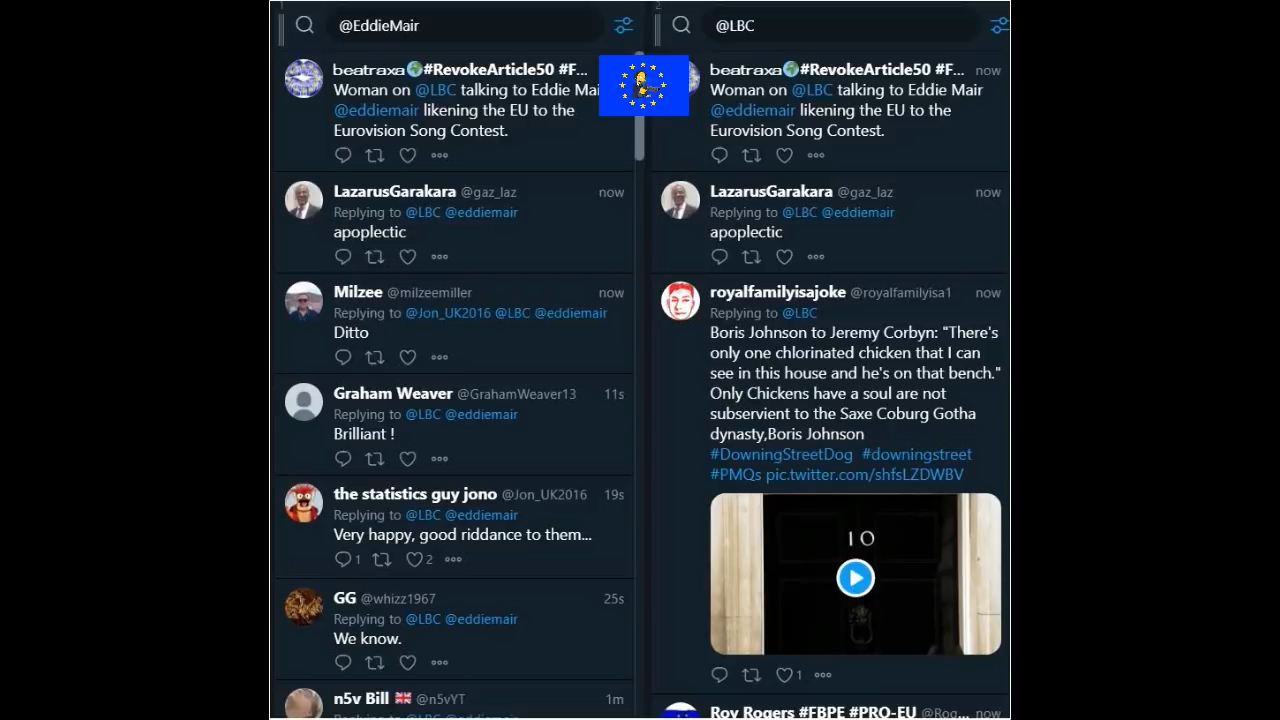 1
@EddieMair
beatraxa🌍#RevokeArticle50 #F...
Woman on @LBC talking to Eddie Mai
@eddiemair likening the EU to the
Eurovision Song Contest.
LazarusGarakara @gaz_laz now
Replying to @LBC @eddiemair
apoplectic
Milzee @milzeemiller now
Replying to @Jon_UK2016 @LBC @eddiemair
Ditto
Graham Weaver @GrahamWeaver13 11s
Replying to @LBC @eddiemair
Brilliant !
the statistics guy jono @Jon_UK2016 19s
Replying to @LBC @eddiemair
Very happy, good riddance to them...
1 2
GG @whizz1967 25s
Replying to @LBC @eddiemair
We know.
n5v Bill 🇬🇧 @n5vYT 1m
Replying to @LBC @eddiemair
2
@LBC
beatraxa🌍#RevokeArticle50 #F... now
Woman on @LBC talking to Eddie Mair
@eddiemair likening the EU to the
Eurovision Song Contest.
LazarusGarakara @gaz_laz now
Replying to @LBC @eddiemair
apoplectic
royalfamilyisajoke @royalfamilyisa1 now
Replying to @LBC
Boris Johnson to Jeremy Corbyn: "There's
only one chlorinated chicken that I can
see in this house and he's on that bench."
Only Chickens have a soul are not
subservient to the Saxe Coburg Gotha
dynasty,Boris Johnson
#DowningStreetDog #downingstreet
#PMQs pic.twitter.com/shfsLZDWBV
10
1
Roy Rogers #FBPE #PRO-EU @Rog... now